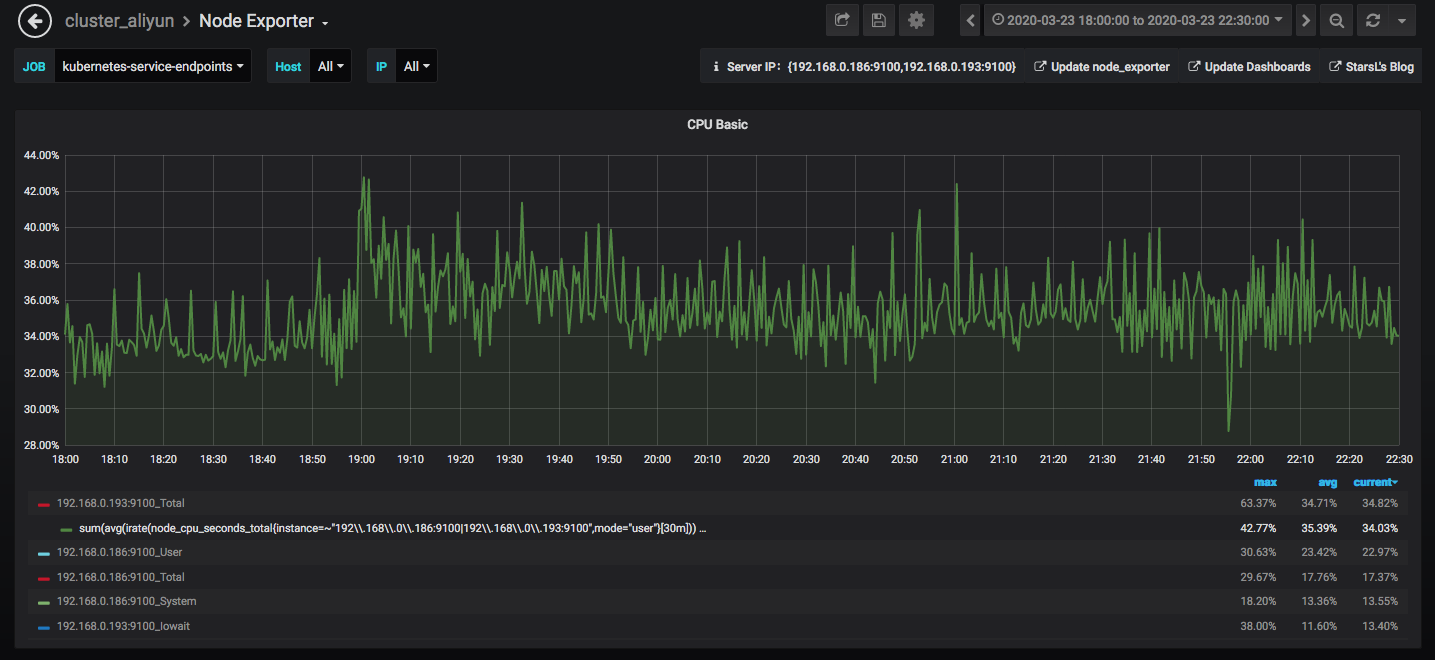 cluster_aliyun > Node Exporter
2020-03-23 18:00:00 to 2020-03-23 22:30:00
JOB kubernetes-service-endpoints Host All IP All
Server IP：{192.168.0.186:9100,192.168.0.193:9100} Update node_exporter Update Dashboards StarsL's Blog
CPU Basic
44.00%
42.00%
40.00%
38.00%
36.00%
34.00%
32.00%
30.00%
28.00%
18:00 18:10 18:20 18:30 18:40 18:50 19:00 19:10 19:20 19:30 19:40 19:50 20:00 20:10 20:20 20:30 20:40 20:50 21:00 21:10 21:20 21:30 21:40 21:50 22:00 22:10 22:20 22:30
max avg current
192.168.0.193:9100_Total 63.37% 34.71% 34.82%
sum(avg(irate(node_cpu_seconds_total{instance=~"192\\.168\\.0\\.186:9100|192\\.168\\.0\\.193:9100",mode="user"}[30m])) ... 42.77% 35.39% 34.03%
192.168.0.186:9100_User 30.63% 23.42% 22.97%
192.168.0.186:9100_Total 29.67% 17.76% 17.37%
192.168.0.186:9100_System 18.20% 13.36% 13.55%
192.168.0.193:9100_Iowait 38.00% 11.60% 13.40%